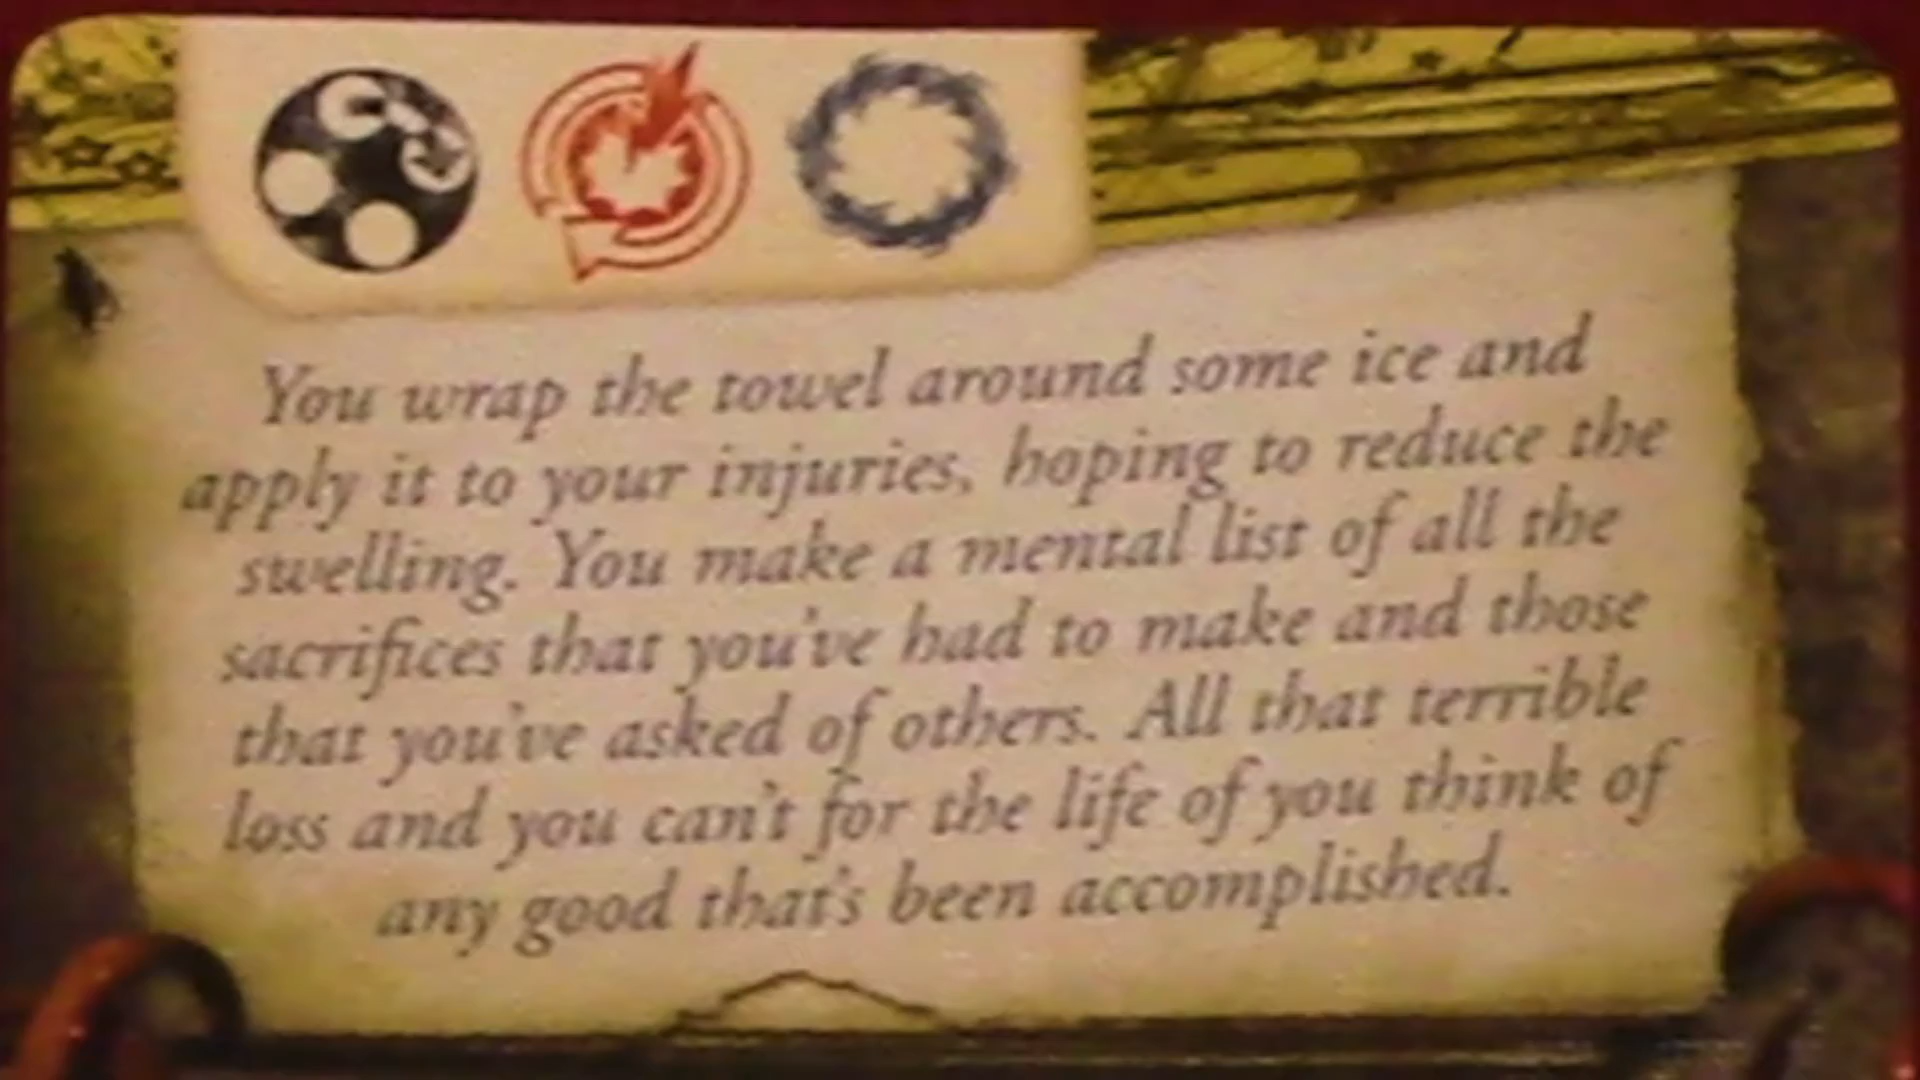 You wrap the towel around some ice and
apply it to your injuries, hoping to reduce the
swelling. You make a mental list of all the
sacrifices that you've had to make and those
that you've asked of others. All that terrible
loss and you can't for the life of you think of
any good that's been accomplished.